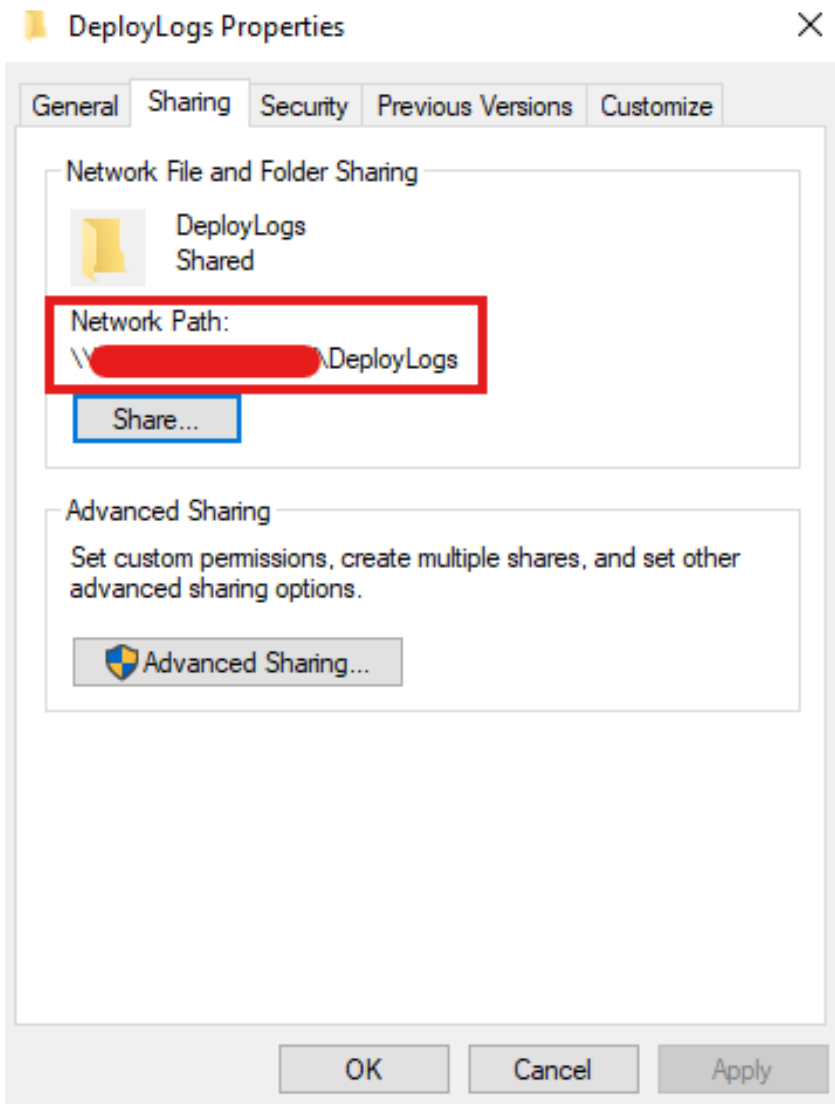 DeployLogs Properties
General Sharing Security Previous Versions Customize
Network File and Folder Sharing
DeployLogs
Shared
Network Path:
\\ \DeployLogs
Share...
Advanced Sharing
Set custom permissions, create multiple shares, and set other
advanced sharing options.
Advanced Sharing...
OK Cancel Apply